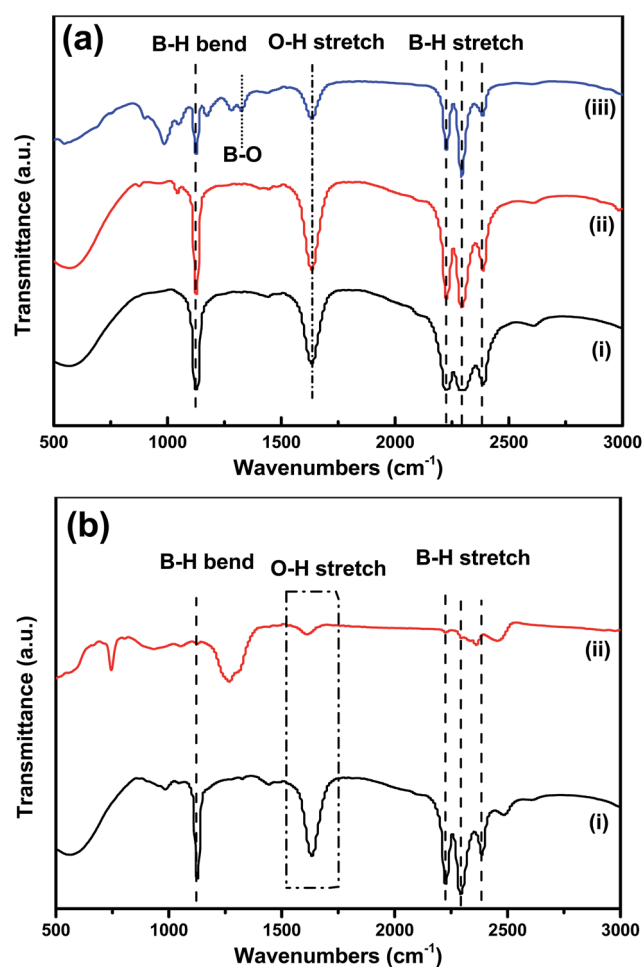 (a)
B-H bend O-H stretch B-H stretch
B-O
(iii)
(ii)
(i)
Transmittance (a.u.)
500 1000 1500 2000 2500 3000
Wavenumbers (cm⁻¹)
(b)
B-H bend O-H stretch B-H stretch
(ii)
(i)
Transmittance (a.u.)
500 1000 1500 2000 2500 3000
Wavenumbers (cm⁻¹)